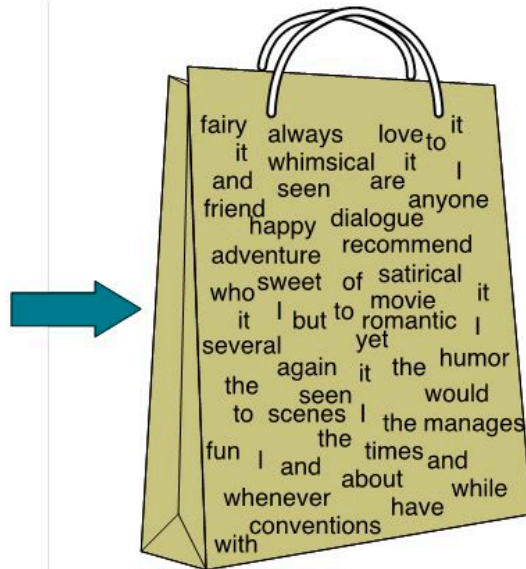 fairy always love to it
it whimsical it I
and seen are anyone
friend happy dialogue
adventure recommend
who sweet of satirical it
it I but to movie romantic I
several yet
again it the humor
the seen would
to scenes I the manages
fun I and the times and
whenever about while
have
with conventions